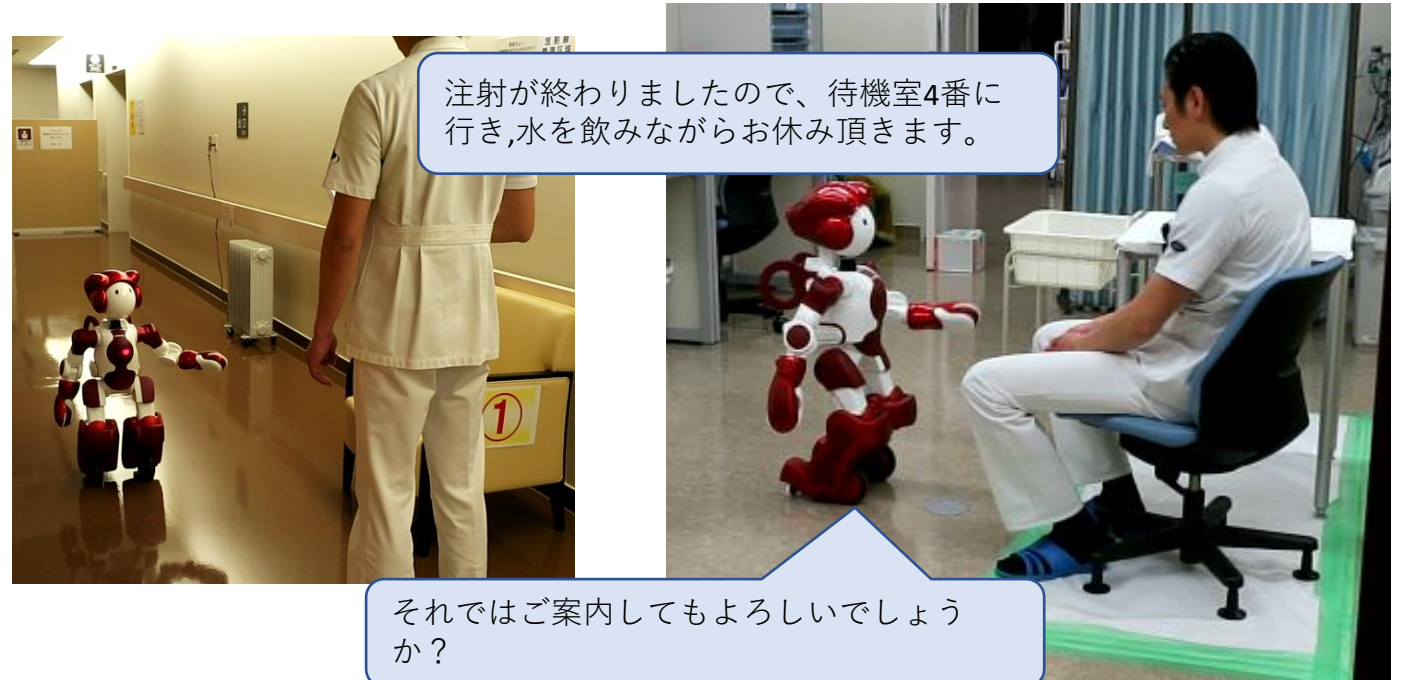 注射が終わりましたので、待機室4番に
行き,水を飲みながらお休み頂きます。
①
それではご案内してもよろしいでしょう
か？